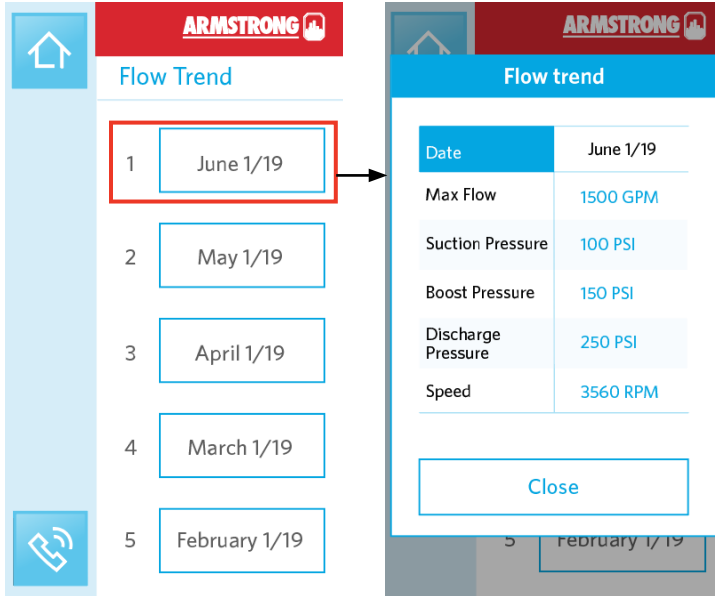 ARMSTRONG
Flow Trend
1 June 1/19
2 May 1/19
3 April 1/19
4 March 1/19
5 February 1/19
ARMSTRONG
Flow trend
Date June 1/19
Max Flow 1500 GPM
Suction Pressure 100 PSI
Boost Pressure 150 PSI
Discharge
Pressure 250 PSI
Speed 3560 RPM
Close
5 February 1/19